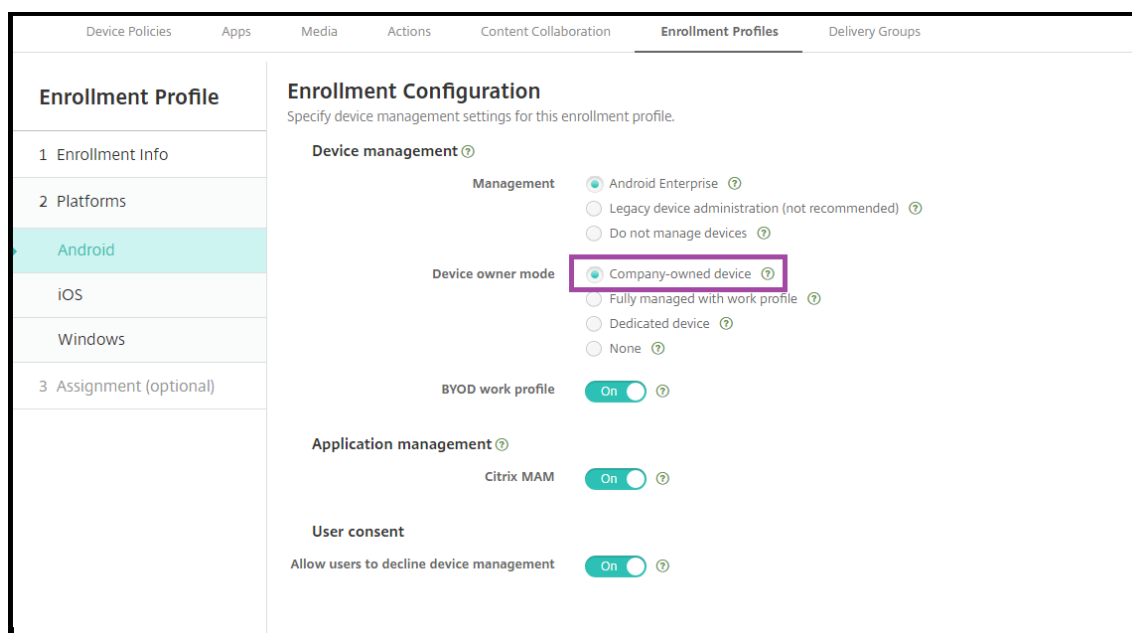 Device Policies Apps Media Actions Content Collaboration Enrollment Profiles Delivery Groups
Enrollment Profile
1 Enrollment Info
2 Platforms
Android
iOS
Windows
3 Assignment (optional)
Enrollment Configuration
Specify device management settings for this enrollment profile.
Device management ?
Management
Android Enterprise ?
Legacy device administration (not recommended) ?
Do not manage devices ?
Device owner mode
Company-owned device ?
Fully managed with work profile ?
Dedicated device ?
None ?
BYOD work profile On ?
Application management ?
Citrix MAM On ?
User consent
Allow users to decline device management On ?